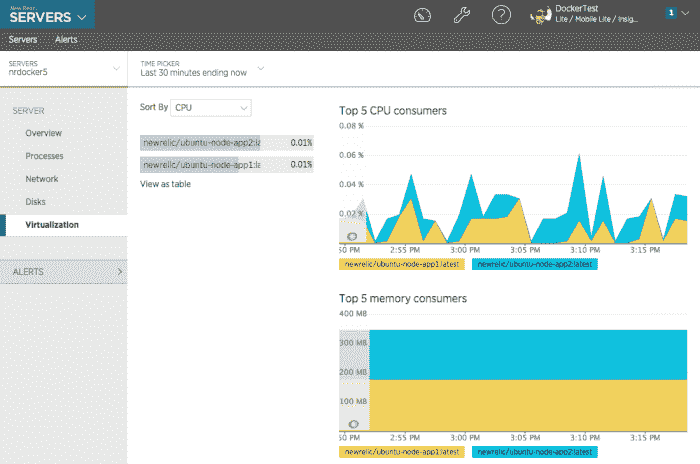 New Relic.
SERVERS
DockerTest
Lite / Mobile Lite / Insig...
1
Servers Alerts
SERVERS
nrdocker5
TIME PICKER
Last 30 minutes ending now
SERVER
Overview
Processes
Network
Disks
Virtualization
ALERTS
Sort By CPU
newrelic/ubuntu-node-app2:la 0.01%
newrelic/ubuntu-node-app1:la 0.01%
View as table
Top 5 CPU consumers
0.08 %
0.06 %
0.04 %
0.02 %
50 PM 2:55 PM 3:00 PM 3:05 PM 3:10 PM 3:15 PM
newrelic/ubuntu-node-app1:latest newrelic/ubuntu-node-app2:latest
Top 5 memory consumers
400 MB
300 MB
200 MB
100 MB
50 PM 2:55 PM 3:00 PM 3:05 PM 3:10 PM 3:15 PM
newrelic/ubuntu-node-app1:latest newrelic/ubuntu-node-app2:latest